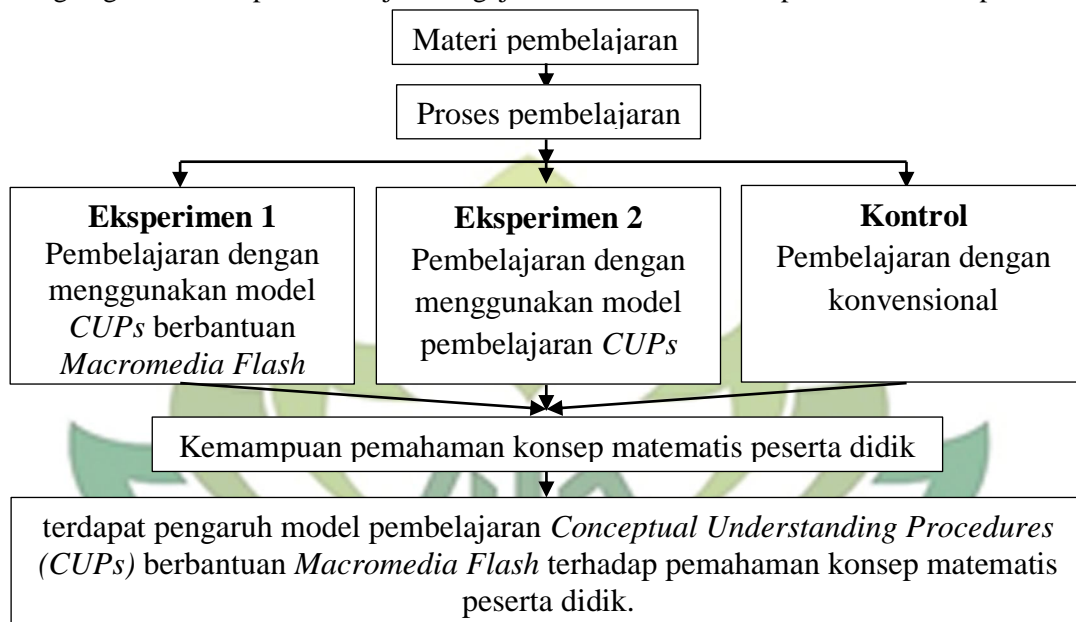 Materi pembelajaran
Proses pembelajaran
Eksperimen 1
Pembelajaran dengan
menggunakan model
CUPs berbantuan
Macromedia Flash
Eksperimen 2
Pembelajaran dengan
menggunakan model
pembelajaran CUPs
Kontrol
Pembelajaran dengan
konvensional
Kemampuan pemahaman konsep matematis peserta didik
terdapat pengaruh model pembelajaran Conceptual Understanding Procedures
(CUPs) berbantuan Macromedia Flash terhadap pemahaman konsep matematis
peserta didik.